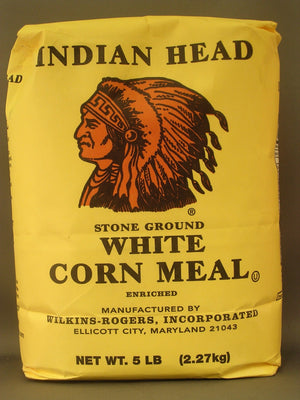 INDIAN HEAD
AD
®
STONE GROUND
WHITE
CORN MEAL Ⓤ
ENRICHED
MANUFACTURED BY
WILKINS-ROGERS, INCORPORATED
ELLICOTT CITY, MARYLAND 21043
NET WT. 5 LB (2.27kg)